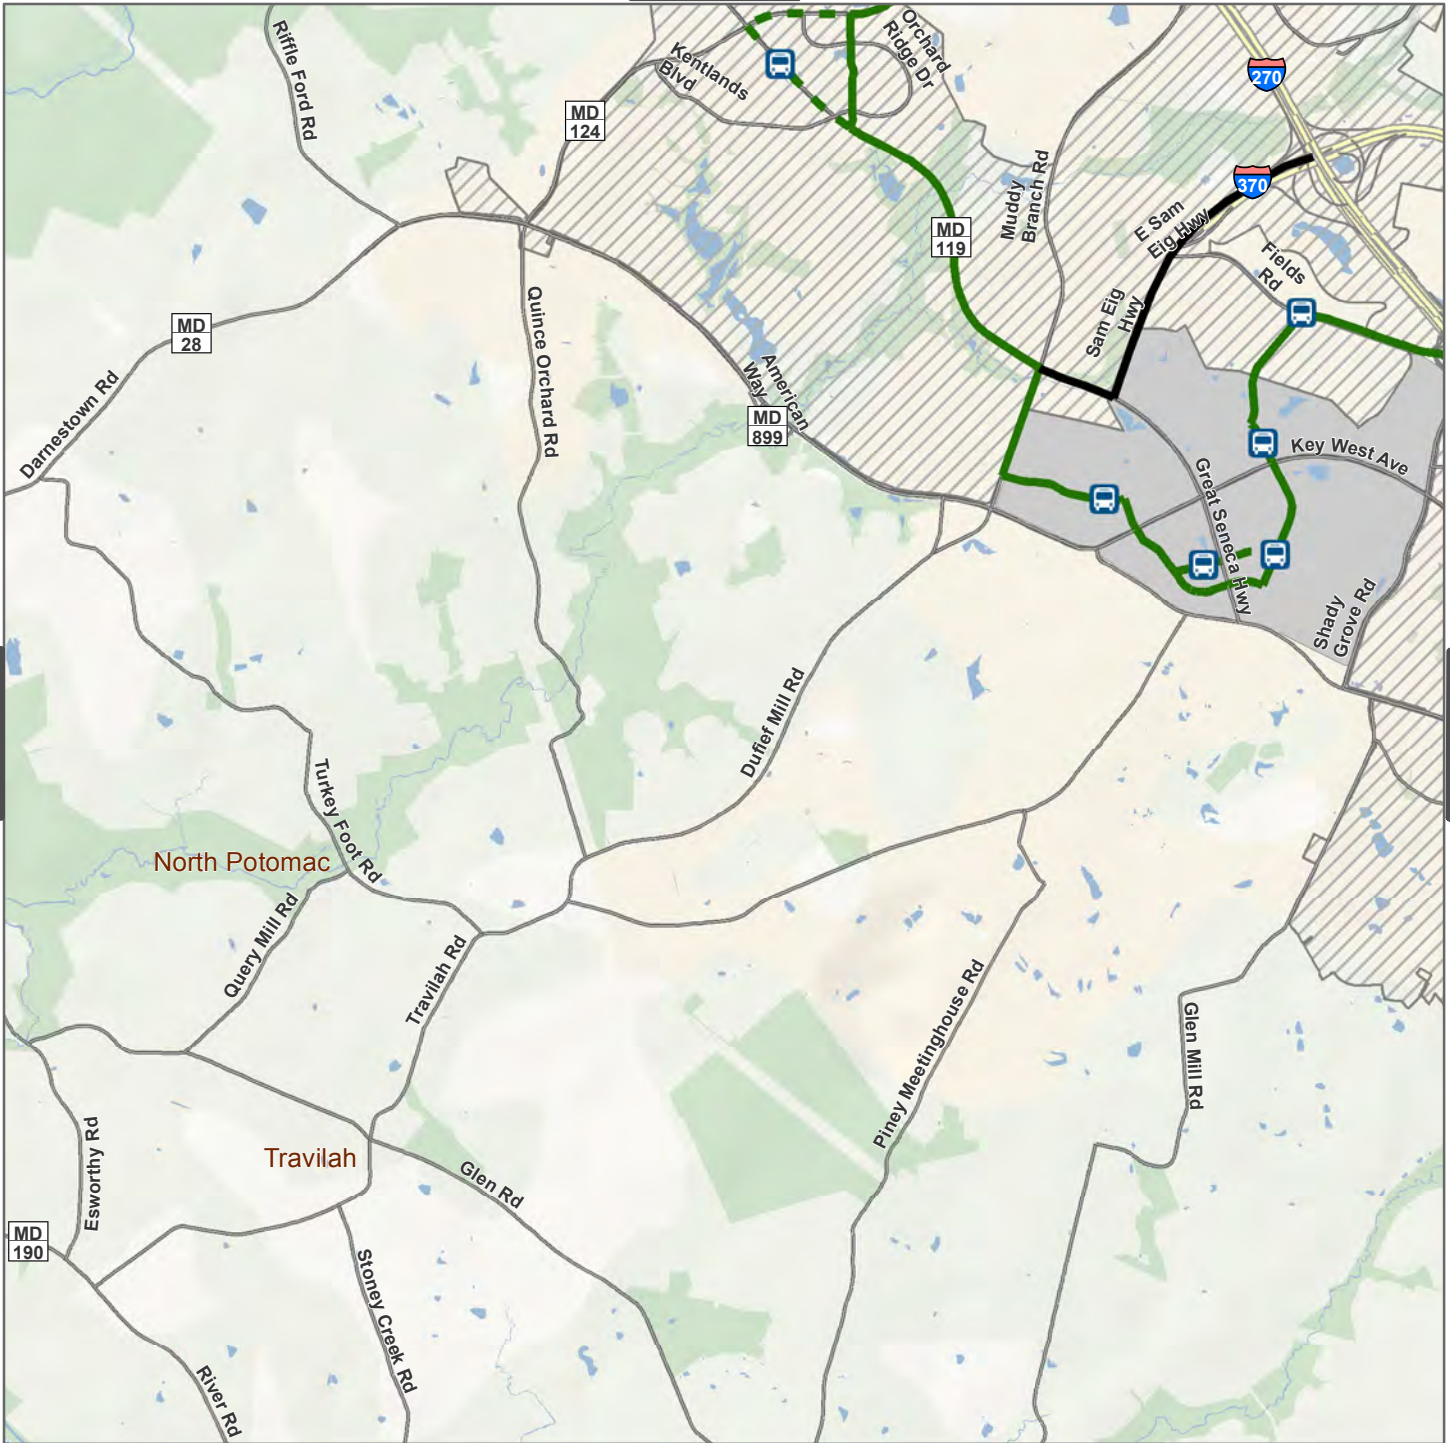 Riffle Ford Rd
Kentlands
Blvd
Orchard
Ridge Dr
270
MD
124
Muddy
Branch Rd
370
E Sam
Eig Hwy
MD
119
Fields
Rd
Sam Eig
Hwy
MD
28
Quince Orchard Rd
American
Way
MD
899
Darnestown Rd
Key West Ave
Great Seneca Hwy
Shady
Grove Rd
Dufief Mill Rd
Turkey Foot Rd
North Potomac
Query Mill Rd
Travilah Rd
Piney Meetinghouse Rd
Glen Mill Rd
Esworthy Rd
Travilah
Glen Rd
MD
190
Stoney Creek Rd
River Rd